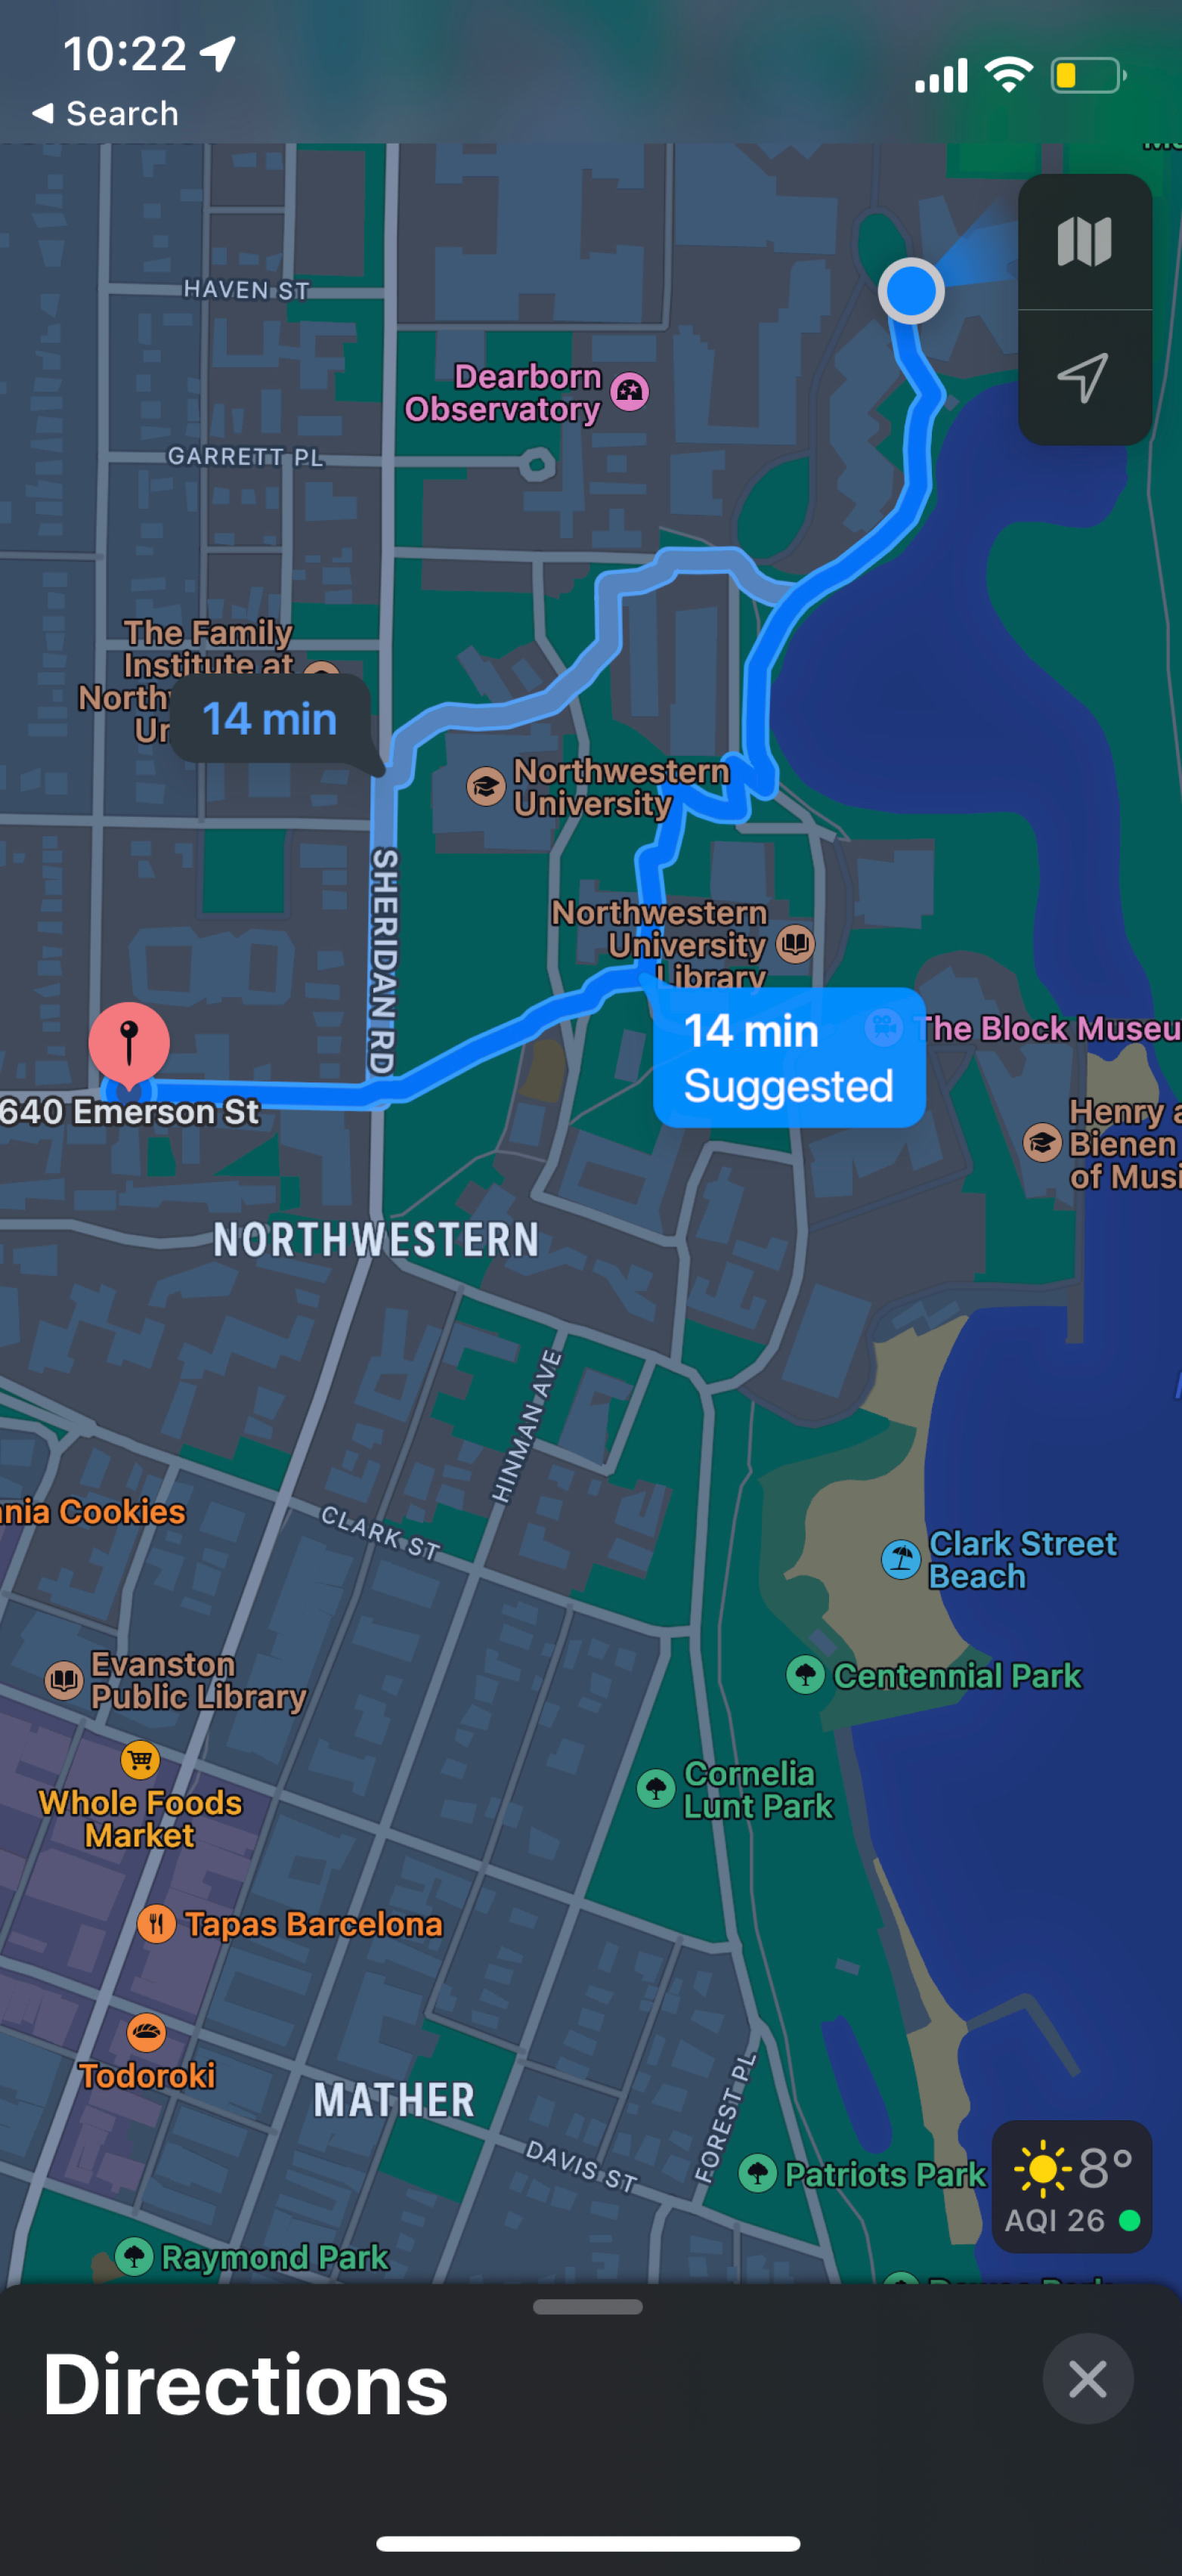 10:22
Search
HAVEN ST
Dearborn
Observatory
GARRETT PL
The Family
Institute at
14 min
Northwestern
University
SHERIDAN RD
Northwestern
University
Library
14 min
Suggested
The Block Museu
640 Emerson St
Henry a
Bienen
of Musi
NORTHWESTERN
HINMAN AVE
CLARK ST
nia Cookies
Clark Street
Beach
Evanston
Public Library
Centennial Park
Whole Foods
Market
Cornelia
Lunt Park
Tapas Barcelona
Todoroki
MATHER
FOREST PL
DAVIS ST
Patriots Park
8°
AQI 26
Raymond Park
Directions